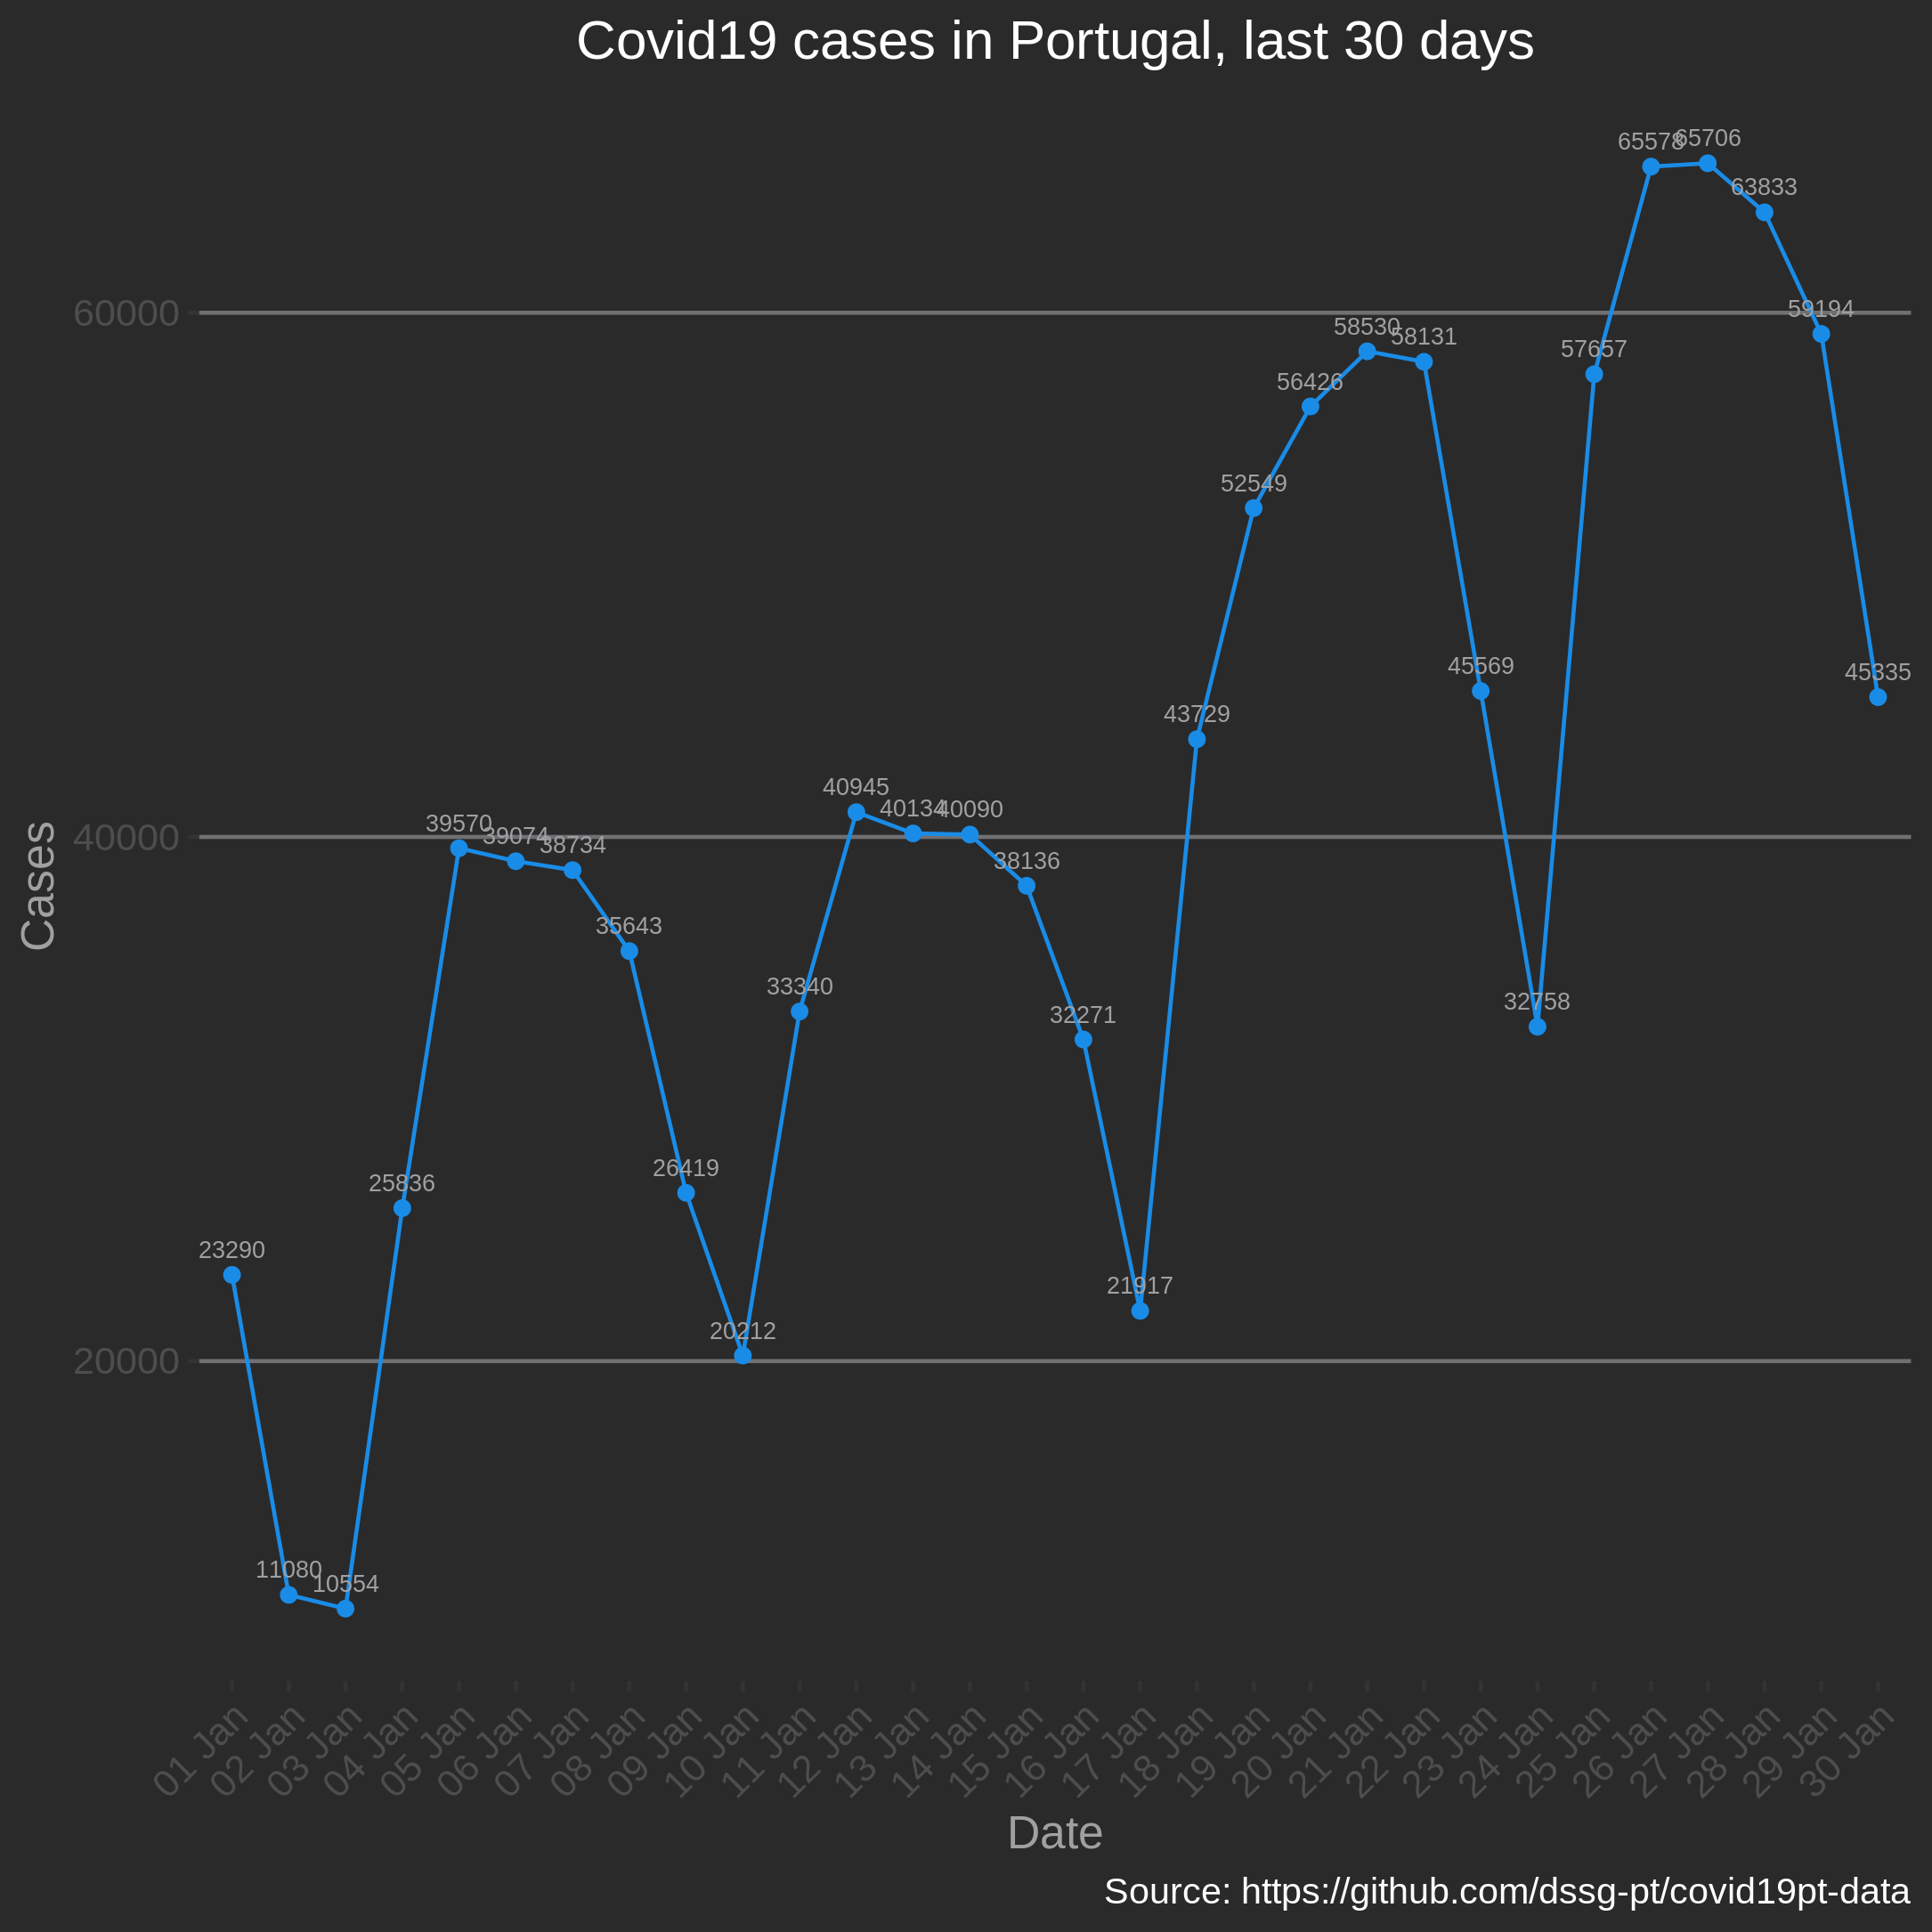 Covid19 cases in Portugal, last 30 days
65578
65706
63833
60000
59194
58530
58131
57657
56426
52549
45569
45335
43729
40945
40134
40090
39570
39074
38734
40000
38136
35643
33340
32758
32271
26419
25836
23290
21917
20212
20000
11080
10554
Cases
01 Jan
02 Jan
03 Jan
04 Jan
05 Jan
06 Jan
07 Jan
08 Jan
09 Jan
10 Jan
11 Jan
12 Jan
13 Jan
14 Jan
15 Jan
16 Jan
17 Jan
18 Jan
19 Jan
20 Jan
21 Jan
22 Jan
23 Jan
24 Jan
25 Jan
26 Jan
27 Jan
28 Jan
29 Jan
30 Jan
Date
Source: https://github.com/dssg-pt/covid19pt-data